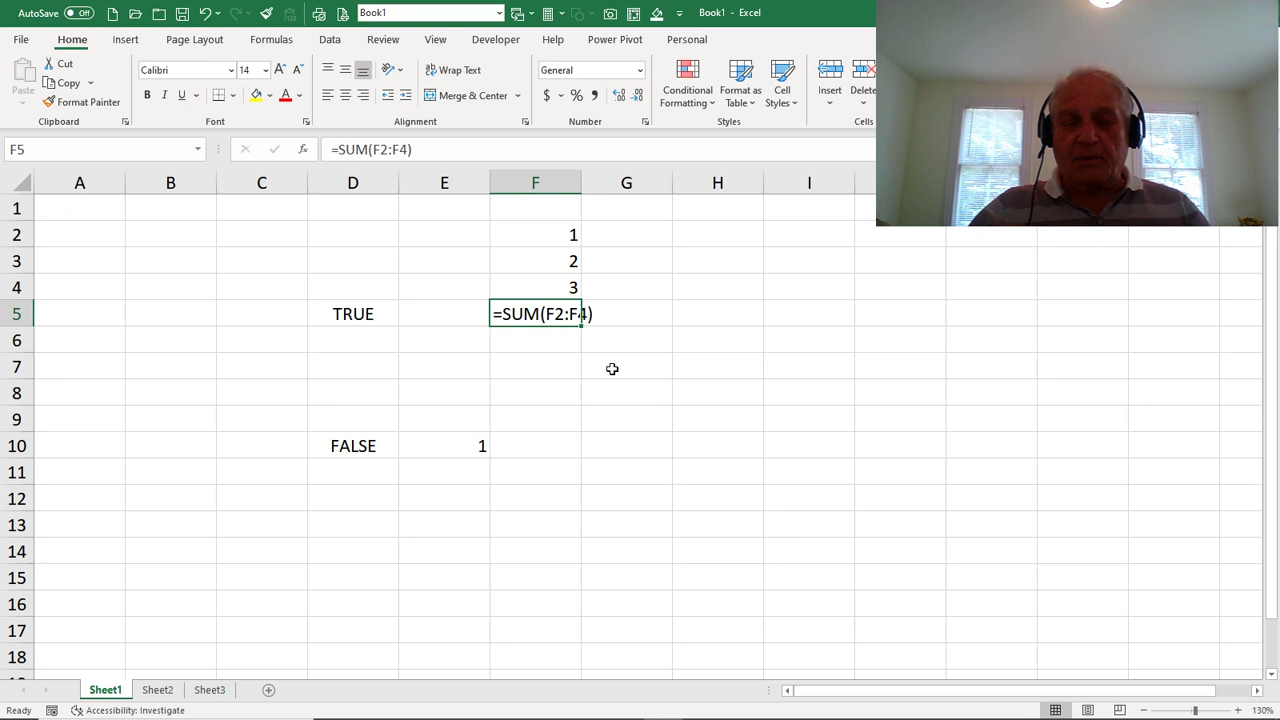 AutoSave Off Book1 Book1 - Excel
File Home Insert Page Layout Formulas Data Review View Developer Help Power Pivot Personal
Paste Cut Copy Format Painter
Calibri 14 A A B I U A
Wrap Text Merge & Center
General $ % 9
Conditional Formatting Format as Table Cell Styles
Insert Delete
Clipboard Font Alignment Number Styles Cells
F5 fx =SUM(F2:F4)
A B C D E F G H I
1
2 1
3 2
4 3
5 TRUE =SUM(F2:F4)
6
7
8
9
10 FALSE 1
11
12
13
14
15
16
17
18
Sheet1 Sheet2 Sheet3
Ready Accessibility: Investigate 130%